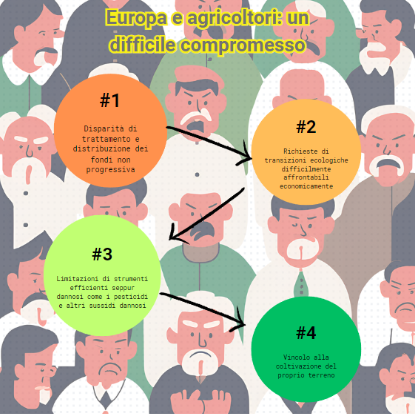 Europa e agricoltori: un
difficile compromesso
#1
Disparità di
trattamento e
distribuzione dei
fondi non
progressiva
#2
Richieste di
transizioni ecologiche
difficilmente
affrontabili
economicamente
#3
Limitazioni di strumenti
efficienti seppur
dannosi come i pesticidi
e altri sussidi dannosi
#4
Vincolo alla
coltivazione del
proprio terreno